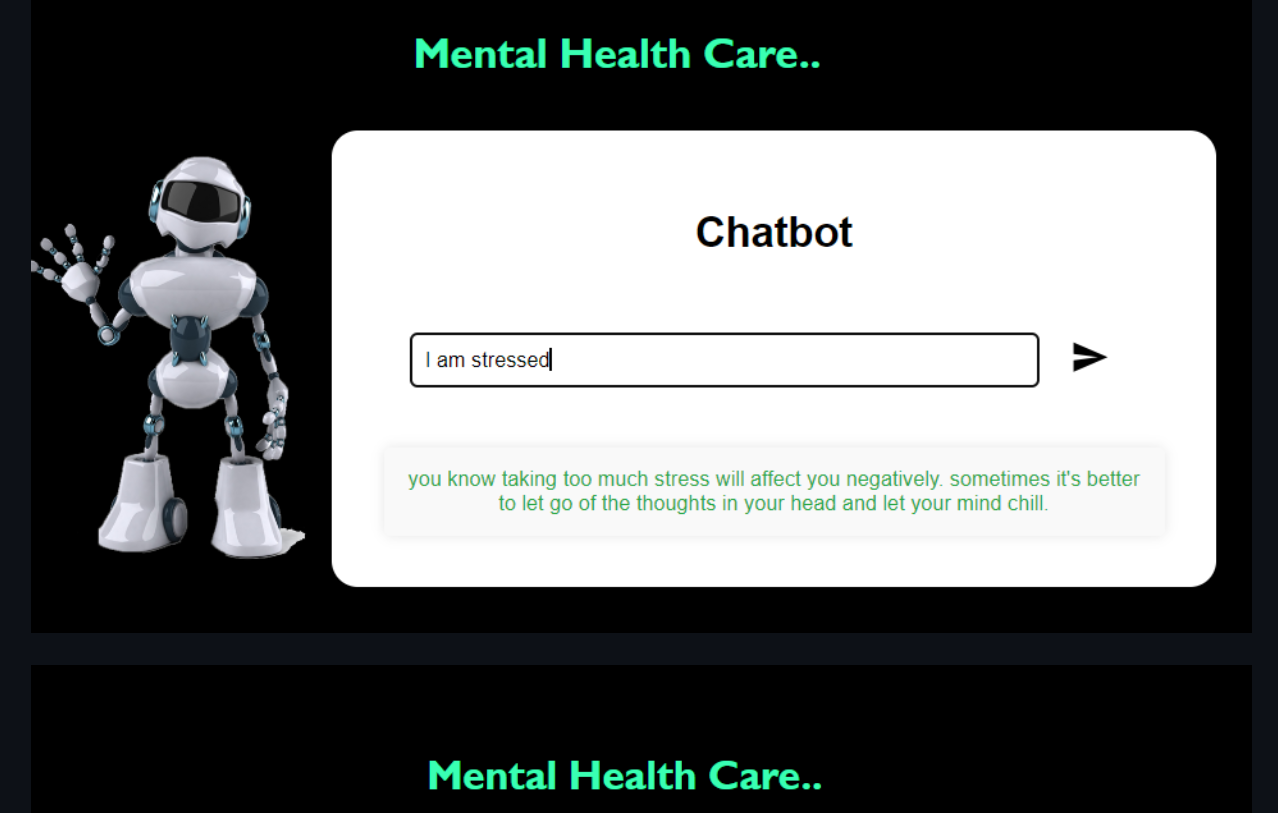 Mental Health Care..
Chatbot
I am stressed
you know taking too much stress will affect you negatively. sometimes it's better
to let go of the thoughts in your head and let your mind chill.
Mental Health Care..